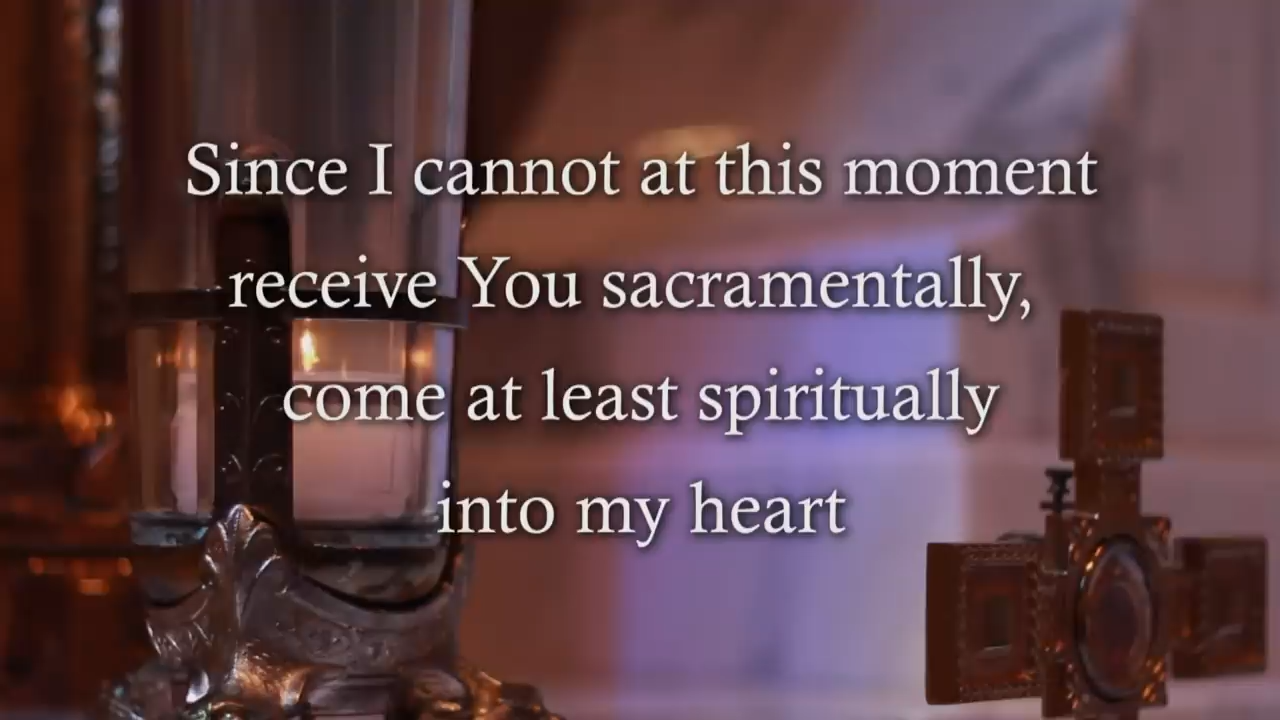 Since I cannot at this moment
receive You sacramentally,
come at least spiritually
into my heart